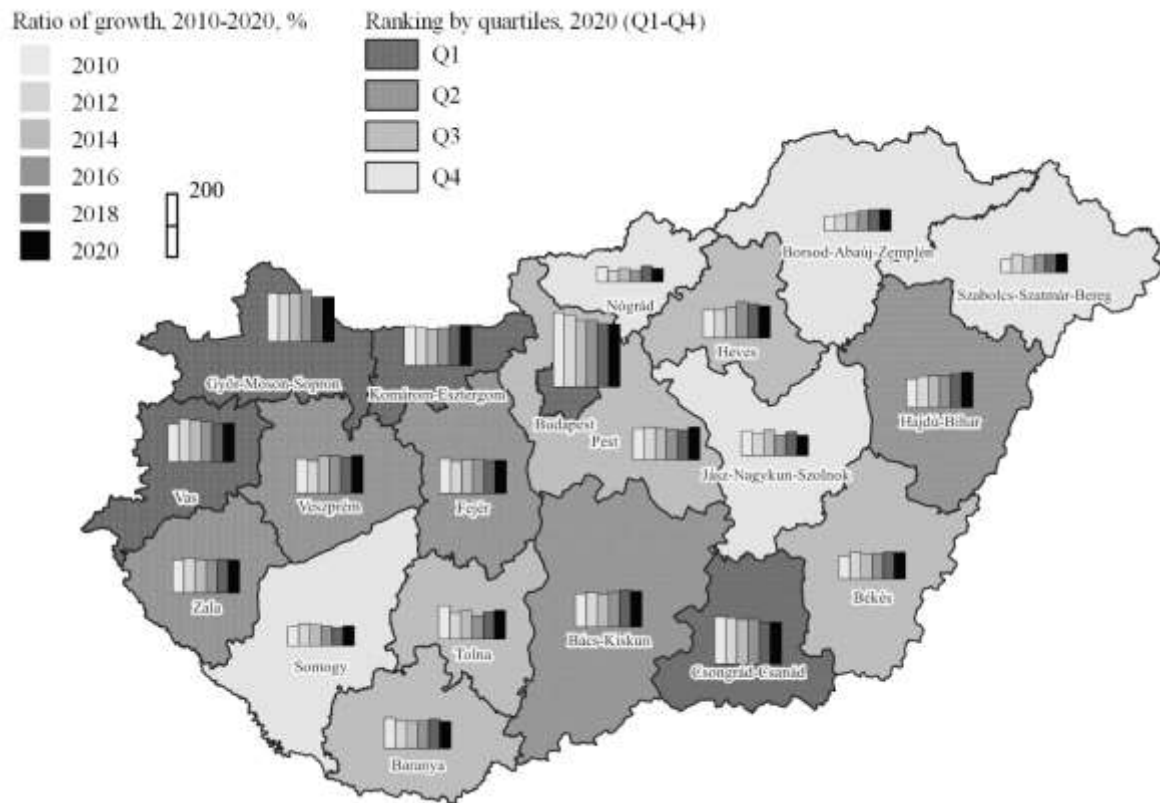 Ratio of growth, 2010-2020, %
2010
2012
2014
2016
2018
2020
200
Ranking by quartiles, 2020 (Q1-Q4)
Q1
Q2
Q3
Q4
Borsod-Abaúj-Zemplén
Szabolcs-Szatmár-Bereg
Nógrád
Heves
Győr-Moson-Sopron
Komárom-Esztergom
Budapest
Pest
Hajdú-Bihar
Jász-Nagykun-Szolnok
Vas
Veszprém
Fejér
Zala
Békés
Somogy
Tolna
Bács-Kiskun
Csongrád-Csanád
Baranya